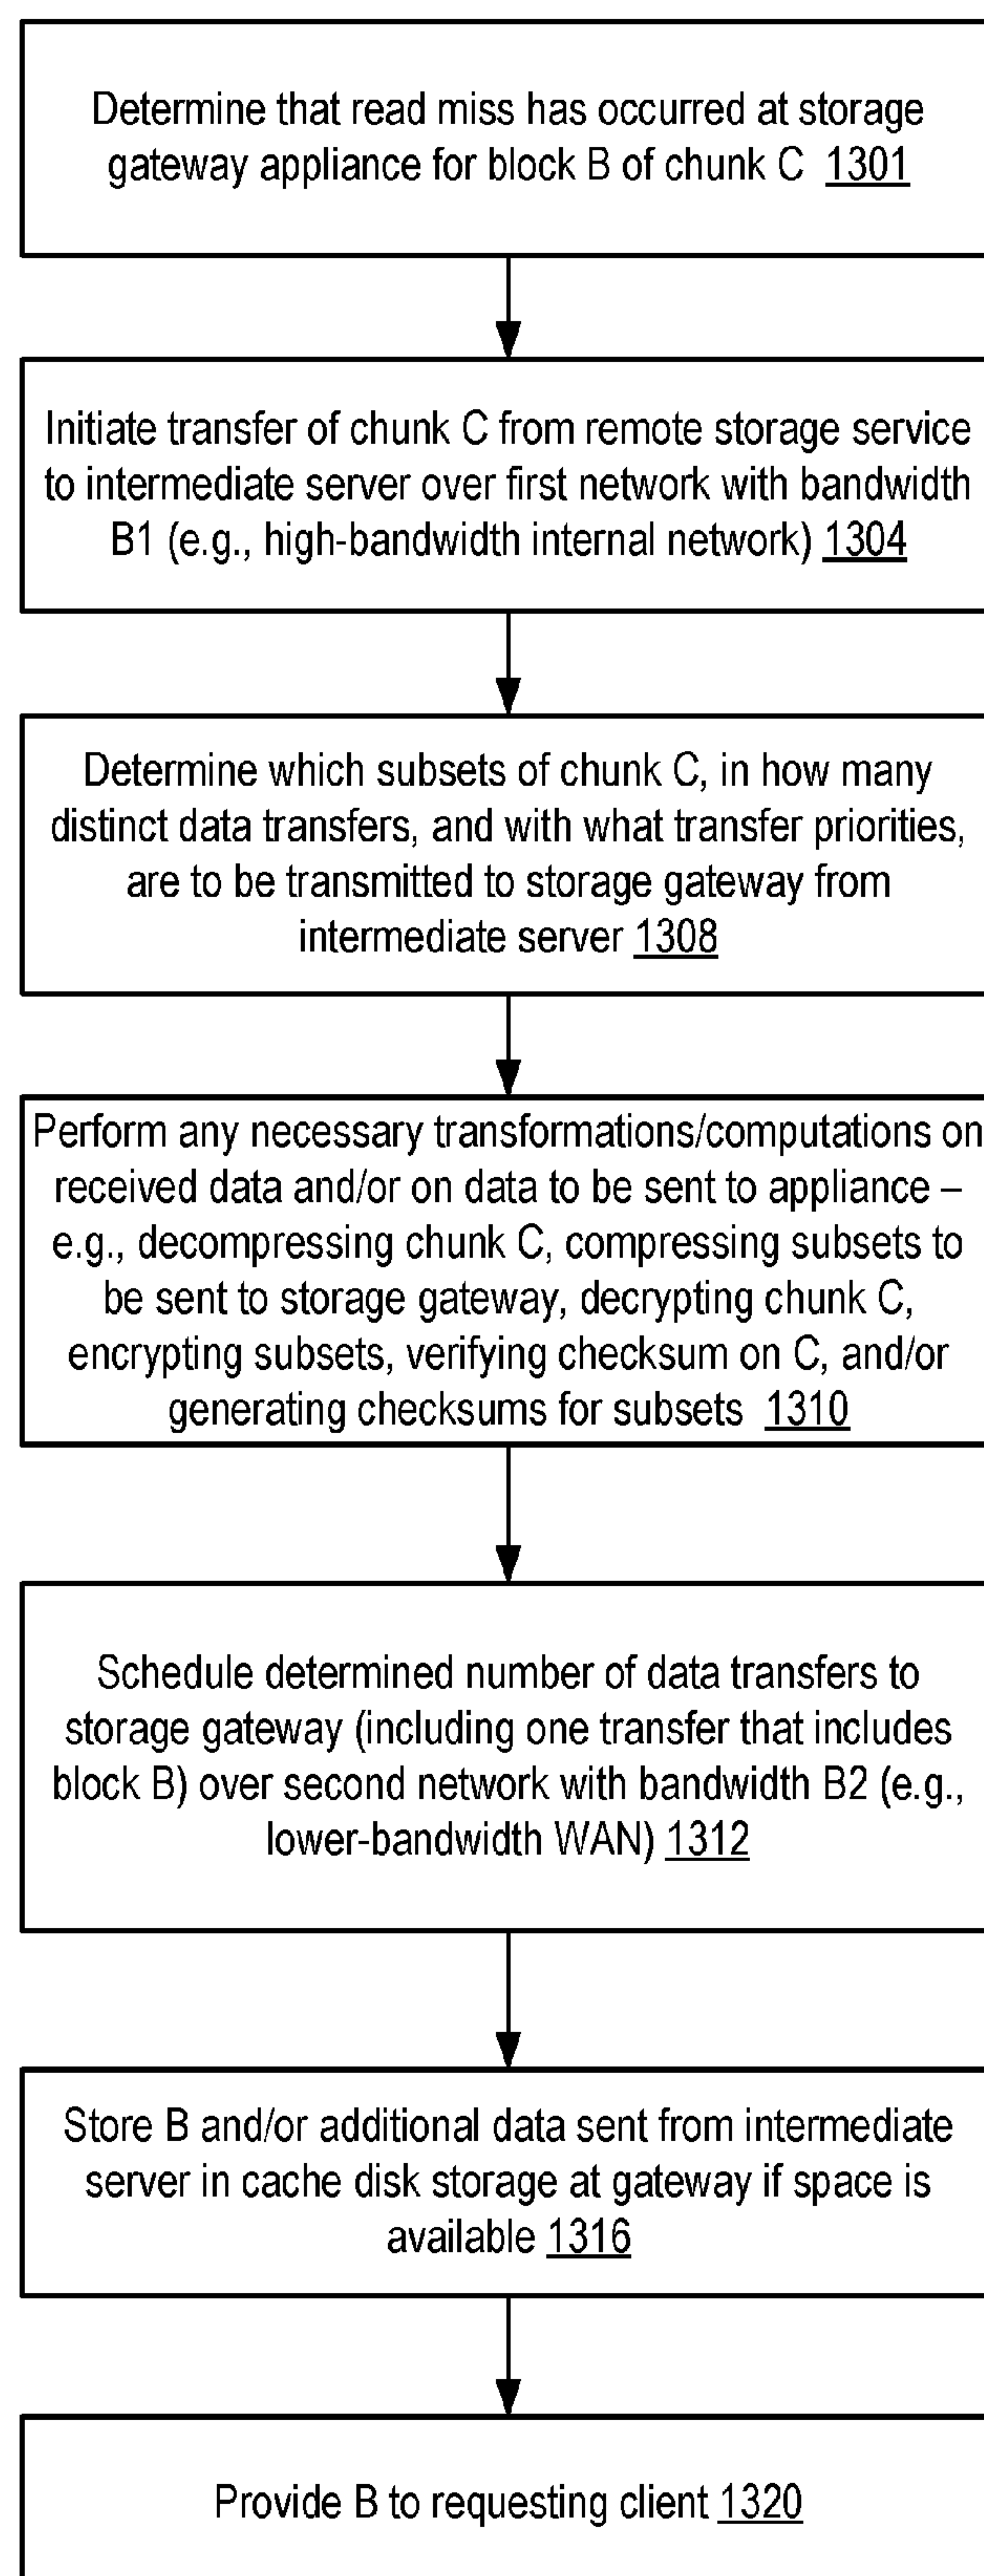 Determine that read miss has occurred at storage
gateway appliance for block B of chunk C 1301
Initiate transfer of chunk C from remote storage service
to intermediate server over first network with bandwidth
B1 (e.g., high-bandwidth internal network) 1304
Determine which subsets of chunk C, in how many
distinct data transfers, and with what transfer priorities,
are to be transmitted to storage gateway from
intermediate server 1308
Perform any necessary transformations/computations on
received data and/or on data to be sent to appliance –
e.g., decompressing chunk C, compressing subsets to
be sent to storage gateway, decrypting chunk C,
encrypting subsets, verifying checksum on C, and/or
generating checksums for subsets 1310
Schedule determined number of data transfers to
storage gateway (including one transfer that includes
block B) over second network with bandwidth B2 (e.g.,
lower-bandwidth WAN) 1312
Store B and/or additional data sent from intermediate
server in cache disk storage at gateway if space is
available 1316
Provide B to requesting client 1320